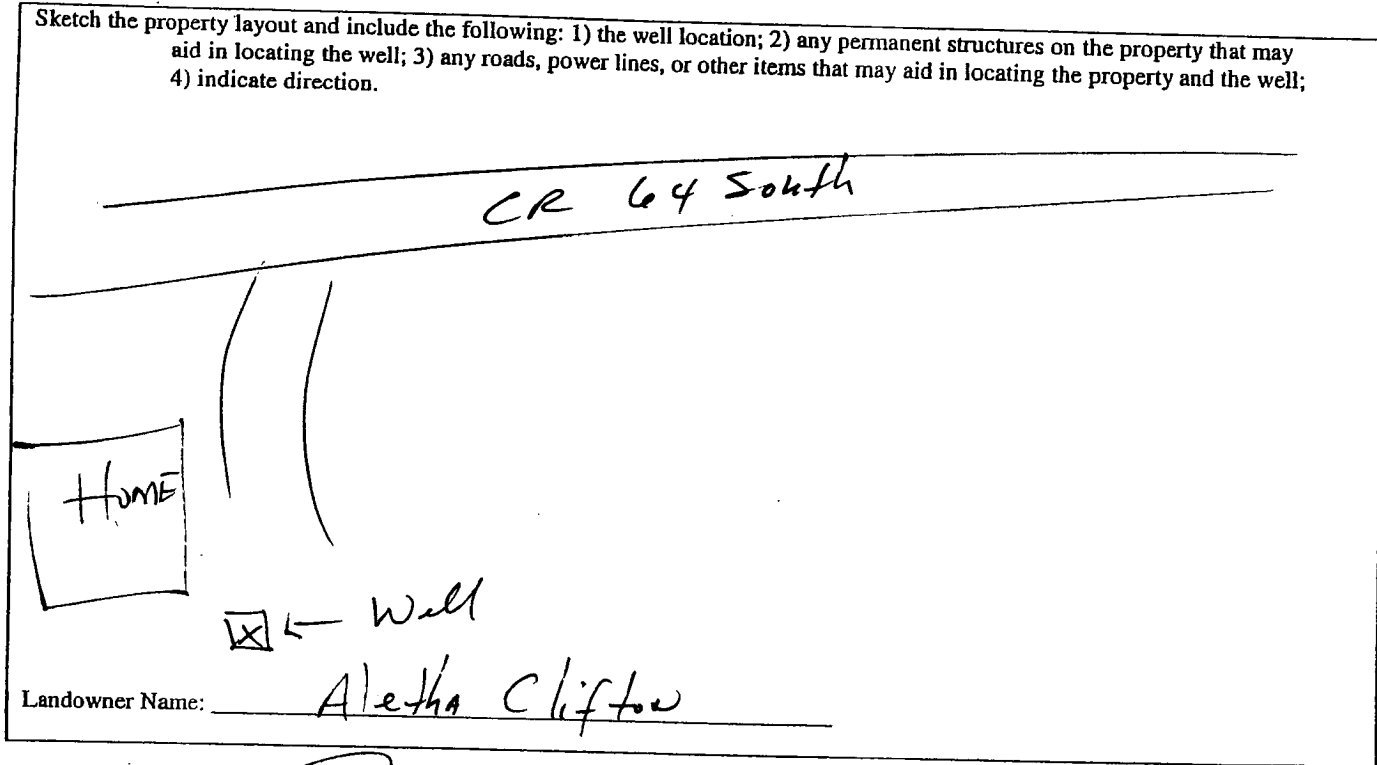 Sketch the property layout and include the following: 1) the well location; 2) any permanent structures on the property that may
aid in locating the well; 3) any roads, power lines, or other items that may aid in locating the property and the well;
4) indicate direction.
CR 64 South
HOME
Well
Landowner Name: Aletha Clifton